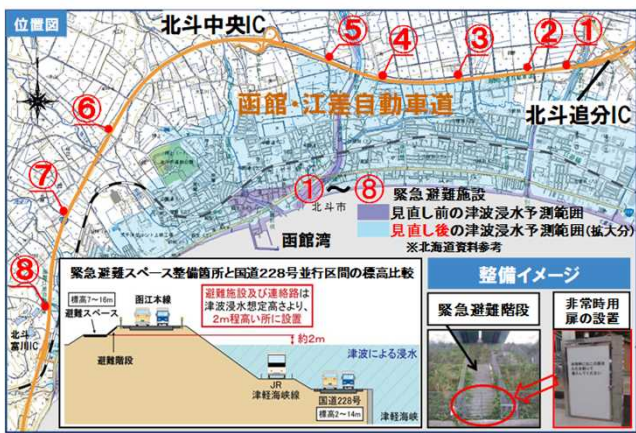 位置図
北斗中央IC
⑤
④
③
②
①
函館・江差自動車道
北斗追分IC
⑥
⑦
⑧
①～⑧ 緊急避難施設
北斗市
見直し前の津波浸水予測範囲
見直し後の津波浸水予測範囲(拡大分)
※北海道資料参考
函館湾
北斗
富川IC
緊急避難スペース整備箇所と国道228号並行区間の標高比較
標高7～16m
避難スペース
函江本線
避難階段
避難施設及び連絡路は
津波浸水想定高さより、
2m程高い所に設置
約2m
津波による浸水
JR
津軽海峡線
国道228号
標高2～14m
津軽海峡
整備イメージ
緊急避難階段
非常時用
扉の設置